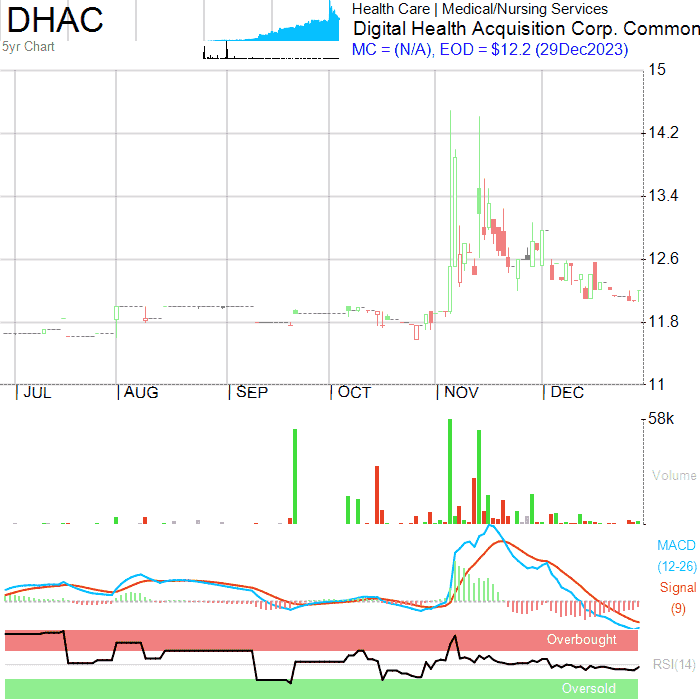 DHAC
5yr Chart
Health Care | Medical/Nursing Services
Digital Health Acquisition Corp. Common
MC = (N/A), EOD = $12.2 (29Dec2023)
15
14.2
13.4
12.6
11.8
11
JUL AUG SEP OCT NOV DEC
58k
Volume
MACD
(12-26)
Signal
(9)
Overbought
RSI(14)
Oversold